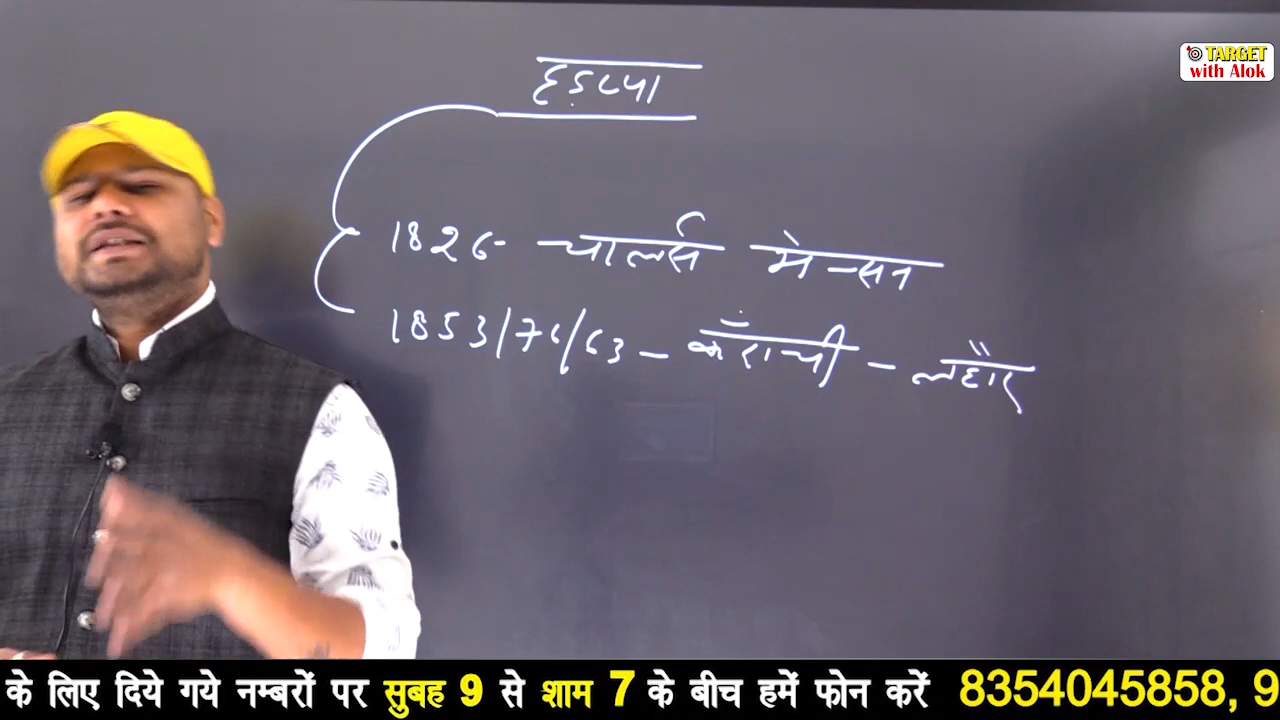 TARGET
with Alok
हड़प्पा
1826- चार्ल्स मेन्सन
1853/76/63 - कराँची - लहौर
के लिए दिये गये नम्बरों पर सुबह 9 से शाम 7 के बीच हमें फोन करें 8354045858, 9